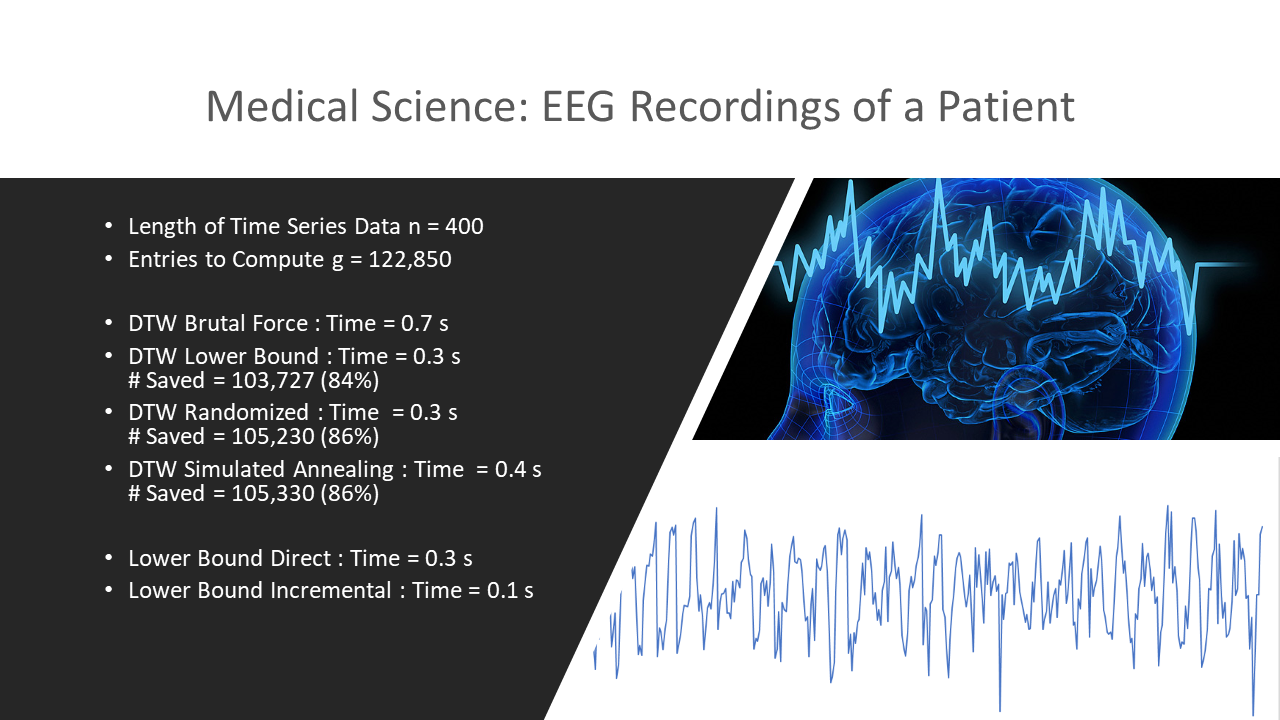 Medical Science: EEG Recordings of a Patient
• Length of Time Series Data n = 400
• Entries to Compute g = 122,850
• DTW Brutal Force : Time = 0.7 s
• DTW Lower Bound : Time = 0.3 s
# Saved = 103,727 (84%)
• DTW Randomized : Time  = 0.3 s
# Saved = 105,230 (86%)
• DTW Simulated Annealing : Time  = 0.4 s
# Saved = 105,330 (86%)
• Lower Bound Direct : Time = 0.3 s
• Lower Bound Incremental : Time = 0.1 s